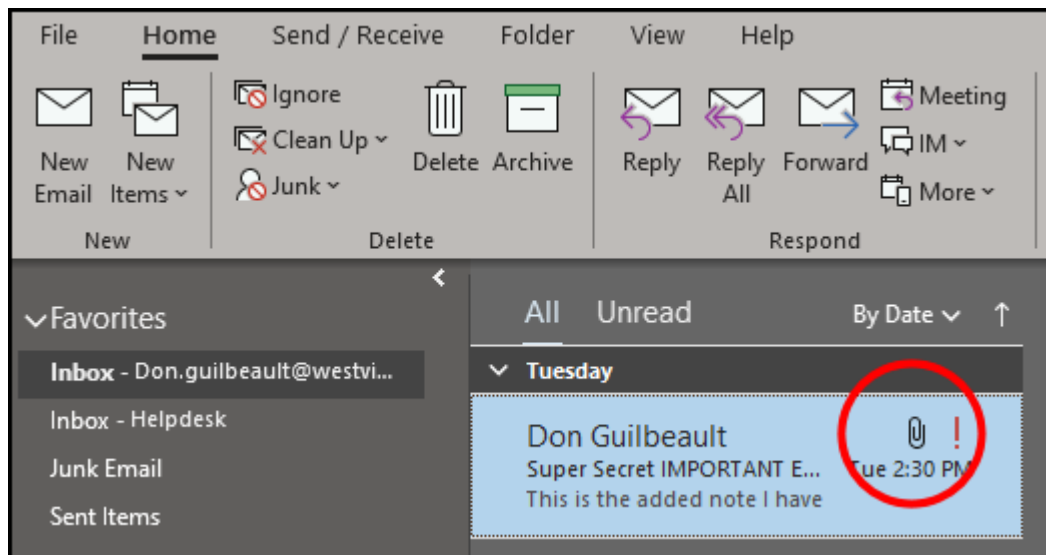 File Home Send / Receive Folder View Help
New Email
New Items
Ignore
Clean Up
Junk
Delete
Archive
Reply
Reply All
Forward
Meeting
IM
More
New Delete Respond
Favorites
Inbox - Don.guilbeault@westvi...
Inbox - Helpdesk
Junk Email
Sent Items
All Unread By Date
Tuesday
Don Guilbeault
Super Secret IMPORTANT E... Tue 2:30 PM
This is the added note I have